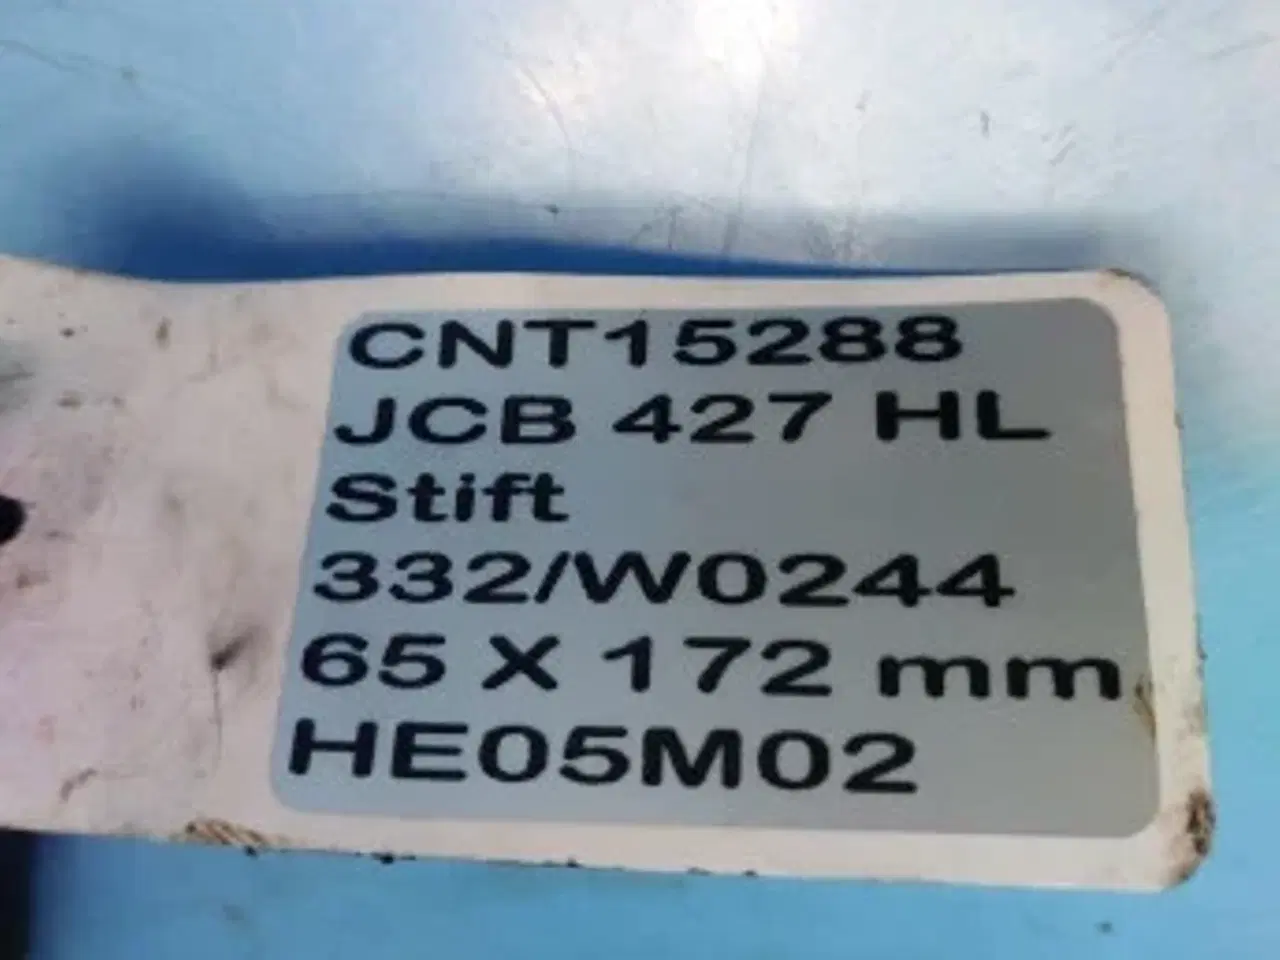 CNT15288
JCB 427 HL
Stift
332/W0244
65 X 172 mm
HE05M02